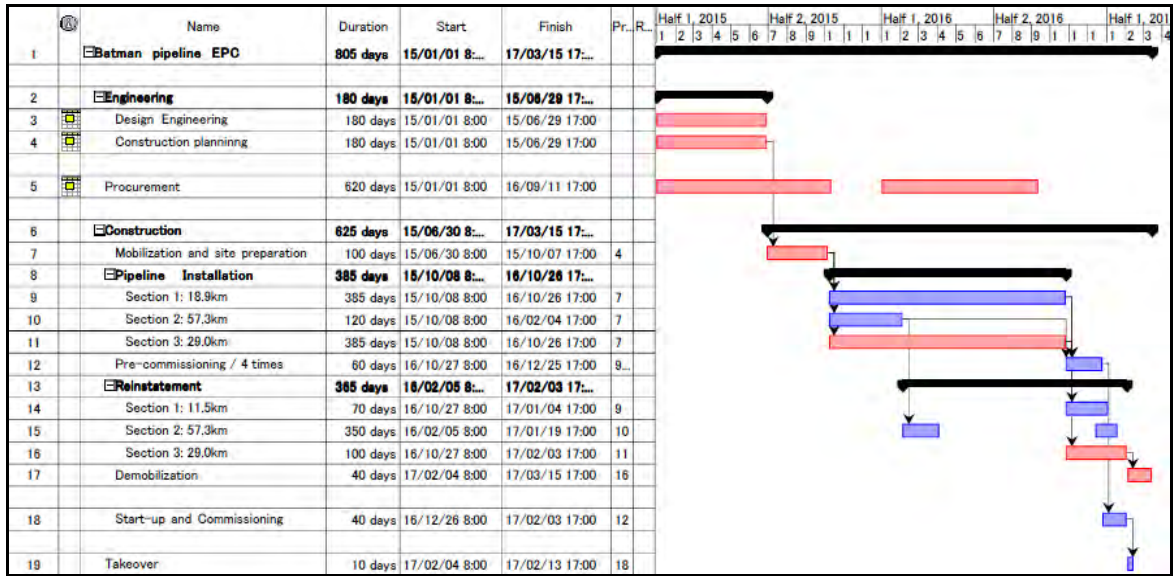 Name Duration Start Finish Pr... R... Half 1, 2015 Half 2, 2015 Half 1, 2016 Half 2, 2016 Half 1, 201
1 2 3 4 5 6 7 8 9 1 1 1 1 2 3 4 5 6 7 8 9 1 1 1 1 2 3 4
1 Batman pipeline EPC 805 days 15/01/01 8:... 17/03/15 17:...
2 Engineering 180 days 15/01/01 8:... 15/06/29 17:...
3 Design Engineering 180 days 15/01/01 8:00 15/06/29 17:00
4 Construction planninng 180 days 15/01/01 8:00 15/06/29 17:00
5 Procurement 620 days 15/01/01 8:00 16/09/11 17:00
6 Construction 625 days 15/06/30 8:... 17/03/15 17:...
7 Mobilization and site preparation 100 days 15/06/30 8:00 15/10/07 17:00 4
8 Pipeline Installation 385 days 15/10/08 8:... 16/10/26 17:...
9 Section 1: 18.9km 385 days 15/10/08 8:00 16/10/26 17:00 7
10 Section 2: 57.3km 120 days 15/10/08 8:00 16/02/04 17:00 7
11 Section 3: 29.0km 385 days 15/10/08 8:00 16/10/26 17:00 7
12 Pre-commissioning / 4 times 60 days 16/10/27 8:00 16/12/25 17:00 9...
13 Reinstatement 365 days 16/02/05 8:... 17/02/03 17:...
14 Section 1: 11.5km 70 days 16/10/27 8:00 17/01/04 17:00 9
15 Section 2: 57.3km 350 days 16/02/05 8:00 17/01/19 17:00 10
16 Section 3: 29.0km 100 days 16/10/27 8:00 17/02/03 17:00 11
17 Demobilization 40 days 17/02/04 8:00 17/03/15 17:00 16
18 Start-up and Commissioning 40 days 16/12/26 8:00 17/02/03 17:00 12
19 Takeover 10 days 17/02/04 8:00 17/02/13 17:00 18